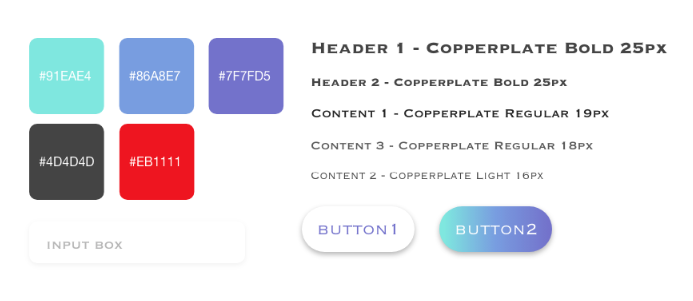 #91EAE4
#86A8E7
#7F7FD5
#4D4D4D
#EB1111
INPUT BOX
Header 1 - Copperplate Bold 25px
Header 2 - Copperplate Bold 25px
Content 1 - Copperplate Regular 19px
Content 3 - Copperplate Regular 18px
Content 2 - Copperplate Light 16px
BUTTON1
BUTTON2